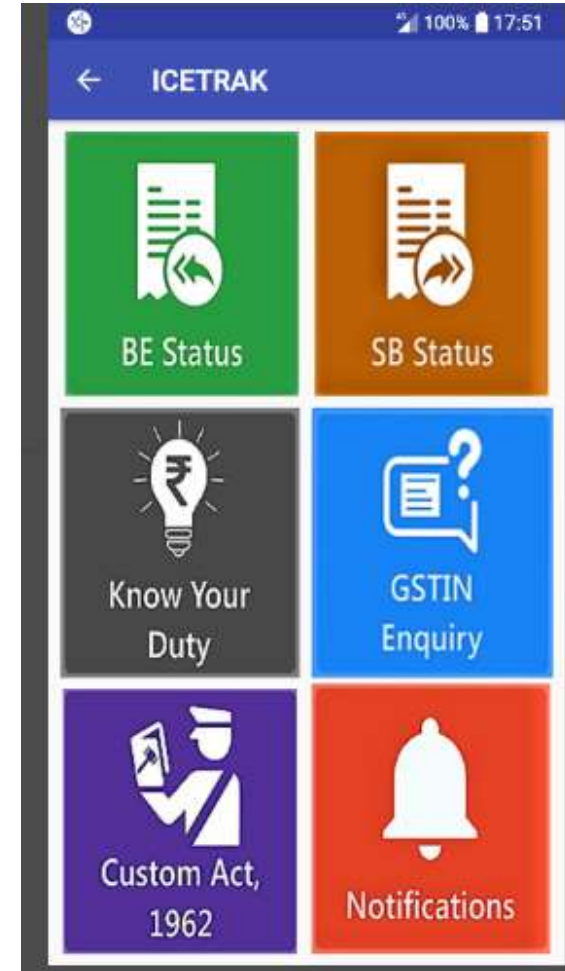 100% 17:51
ICETRAK
BE Status
SB Status
Know Your
Duty
GSTIN
Enquiry
Custom Act,
1962
Notifications